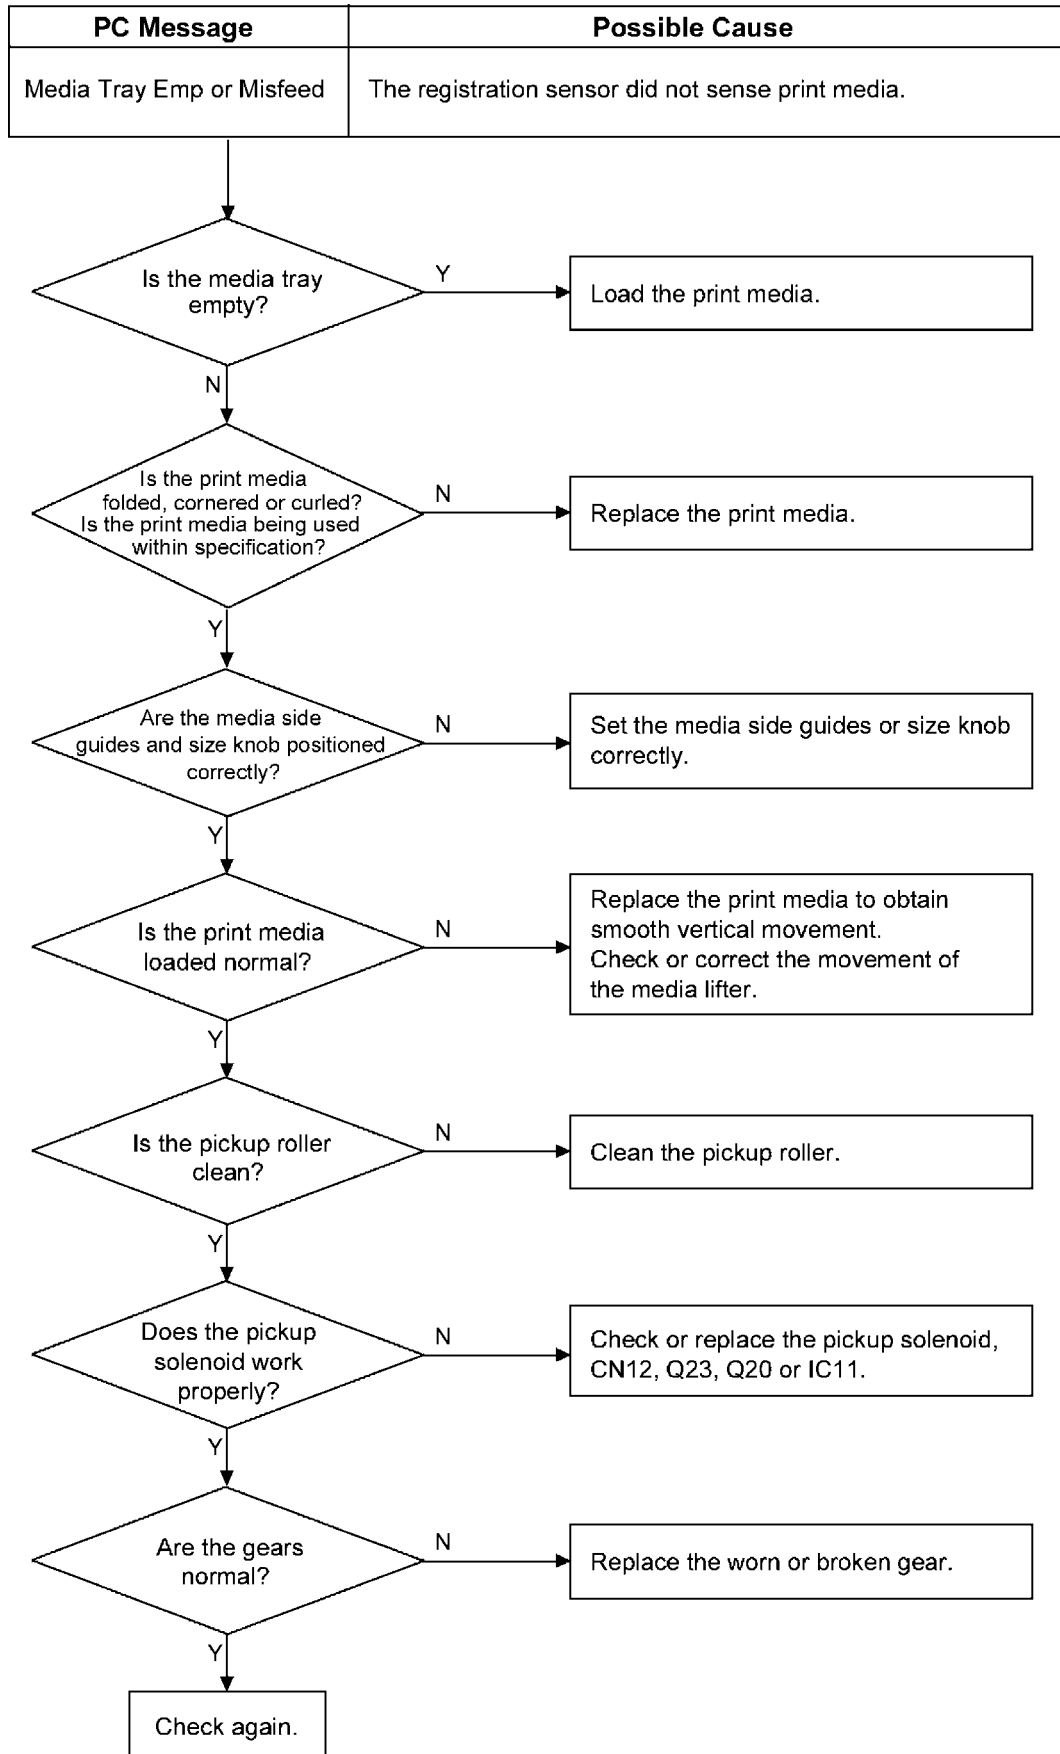 PC Message
Possible Cause
Media Tray Emp or Misfeed
The registration sensor did not sense print media.
Is the media tray
empty?
Y
Load the print media.
N
Is the print media
folded, cornered or curled?
Is the print media being used
within specification?
N
Replace the print media.
Y
Are the media side
guides and size knob positioned
correctly?
N
Set the media side guides or size knob
correctly.
Y
Is the print media
loaded normal?
N
Replace the print media to obtain
smooth vertical movement.
Check or correct the movement of
the media lifter.
Y
Is the pickup roller
clean?
N
Clean the pickup roller.
Y
Does the pickup
solenoid work
properly?
N
Check or replace the pickup solenoid,
CN12, Q23, Q20 or IC11.
Y
Are the gears
normal?
N
Replace the worn or broken gear.
Y
Check again.